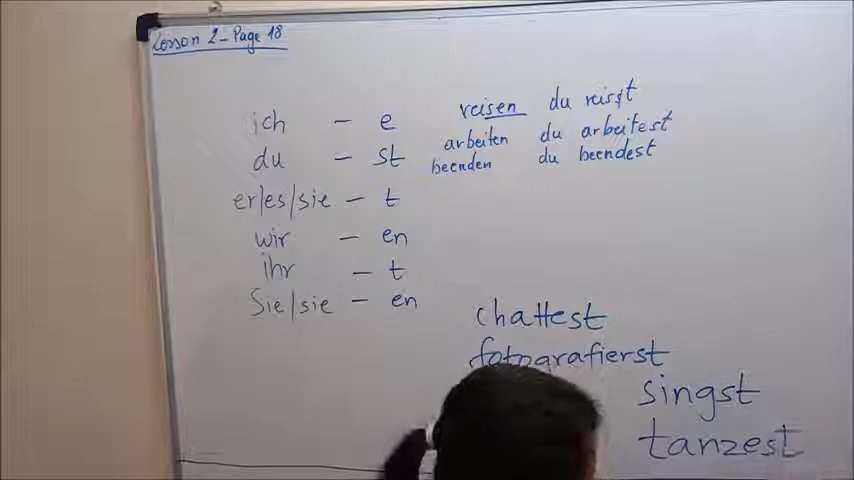 Lesson 2 - Page 18
ich - e
du - st
er/es/sie - t
wir - en
ihr - t
Sie/sie - en
reisen du reisst
arbeiten du arbeitest
beenden du beendest
chattest
fotografierst
singst
tanzest